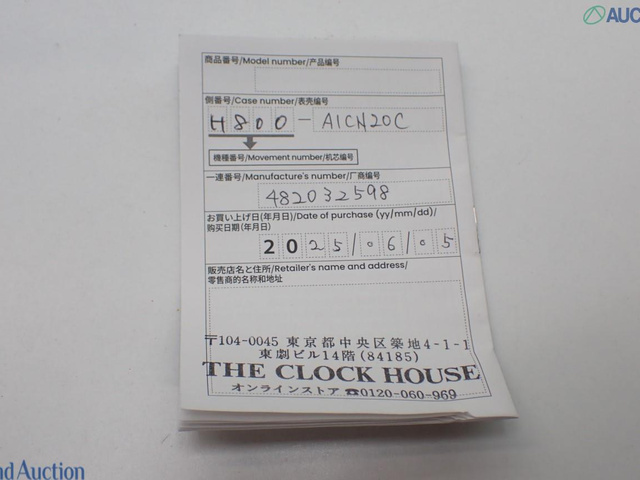 AUC
商品番号/Model number/产品编号
側番号/Case number/表壳编号
H800-A1CH20C
機種番号/Movement number/机芯编号
一連番号/Manufacture's number/厂商编号
482032598
お買い上げ日(年月日)/Date of purchase (yy/mm/dd)/
购买日期(年月日)
2025/06/05
販売店名と住所/Retailer's name and address/
零售商的名称和地址
〒104-0045 東京都中央区築地4-1-1
東劇ビル14階(84185)
THE CLOCK HOUSE
オンラインストア ☎0120-060-969
nd Auction